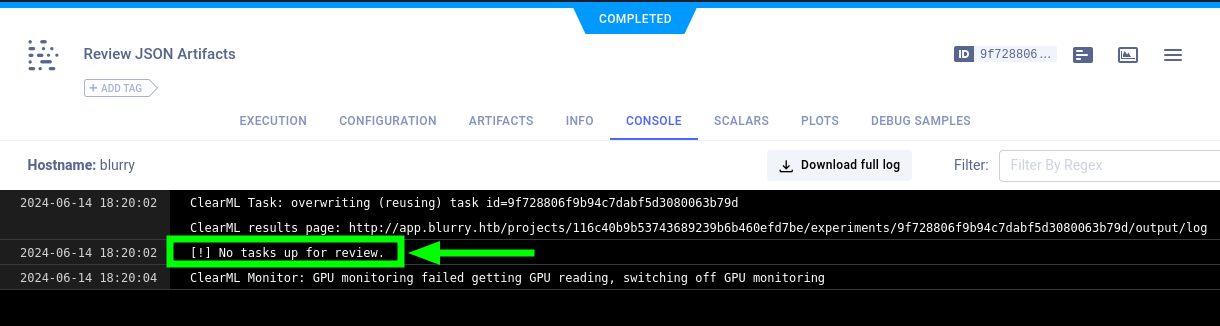 COMPLETED
Review JSON Artifacts
ID 9f728806...
+ ADD TAG
EXECUTION CONFIGURATION ARTIFACTS INFO CONSOLE SCALARS PLOTS DEBUG SAMPLES
Hostname: blurry Download full log Filter: Filter By Regex
2024-06-14 18:20:02 ClearML Task: overwriting (reusing) task id=9f728806f9b94c7dabf5d3080063b79d
ClearML results page: http://app.blurry.htb/projects/116c40b9b53743689239b6b460efd7be/experiments/9f728806f9b94c7dabf5d3080063b79d/output/log
2024-06-14 18:20:02 [!] No tasks up for review.
2024-06-14 18:20:04 ClearML Monitor: GPU monitoring failed getting GPU reading, switching off GPU monitoring